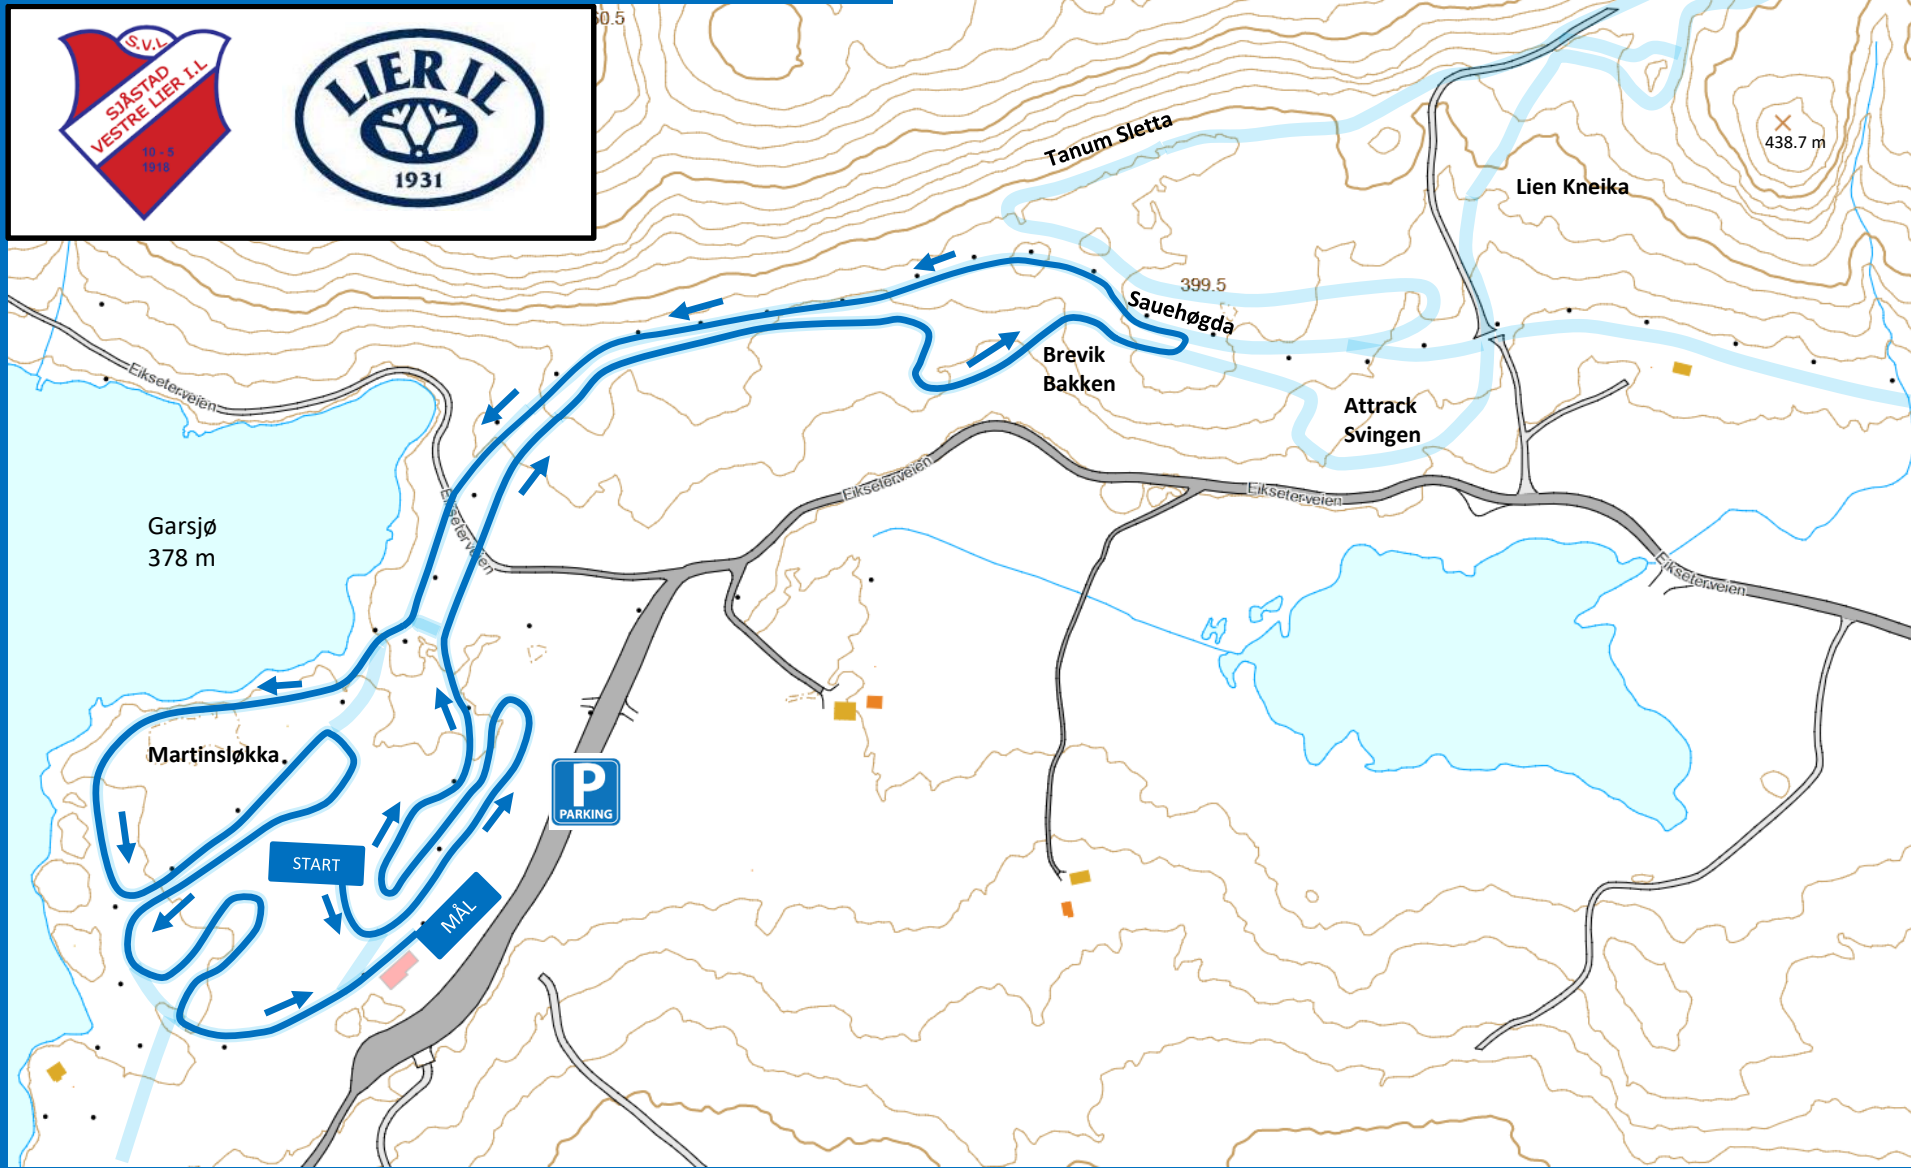 S.V.L
SJÅSTAD
VESTRE LIER I.L
10 - 5
1918
LIER IL
1931
Tanum Sletta
438.7 m
Lien Kneika
399.5
Sauehøgda
Brevik
Bakken
Eikseterveien
Attrack
Svingen
Eikseterveien
Eikseterveien
Eikseterveien
Garsjø
378 m
Eikseterveien
Martinsløkka
P
PARKING
START
MÅL